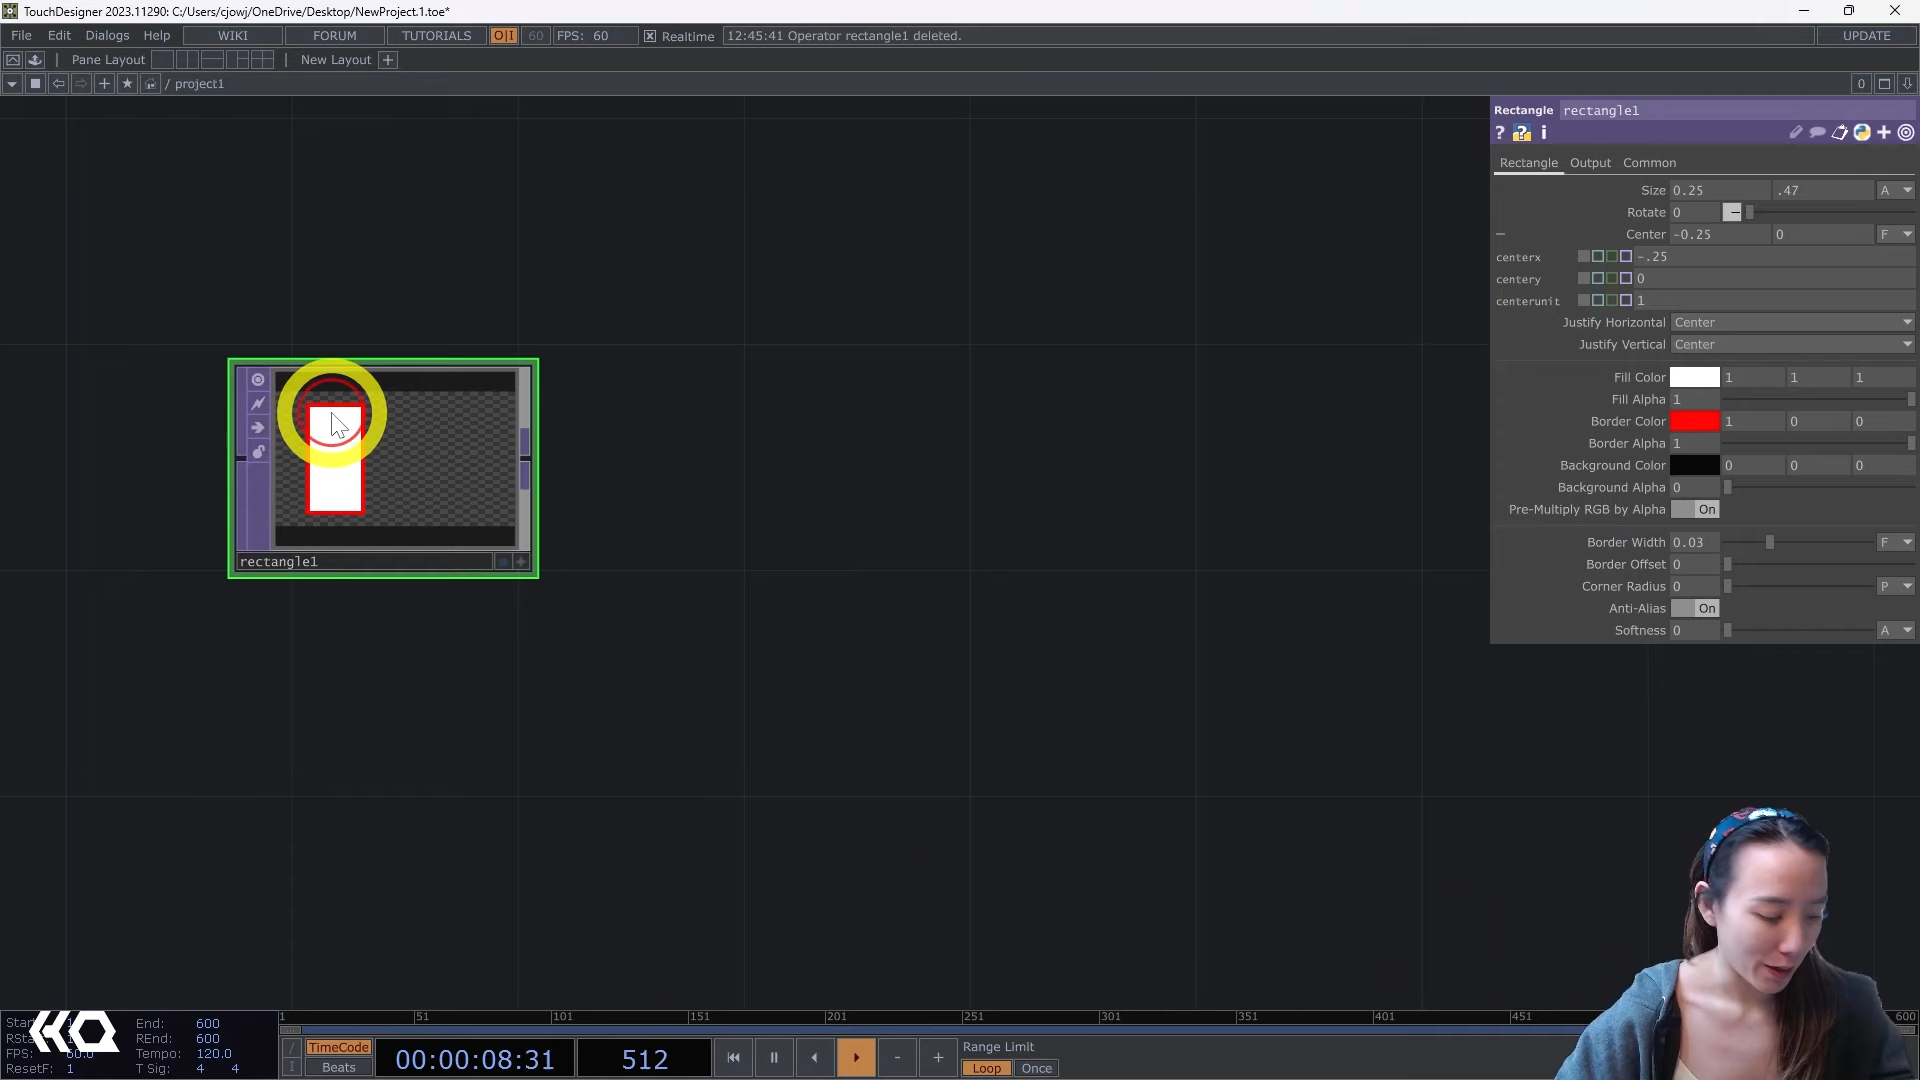 TouchDesigner 2023.11290: C:/Users/cjowj/OneDrive/Desktop/NewProject.1.toe*
File Edit Dialogs Help WIKI FORUM TUTORIALS O|I 60 FPS: 60 Realtime 12:45:41 Operator rectangle1 deleted. UPDATE
Pane Layout New Layout +
/ project1 0
Rectangle rectangle1
Rectangle Output Common
Size 0.25 .47 A
Rotate 0
Center -0.25 0 F
centerx -.25
centery 0
centerunit 1
Justify Horizontal Center
Justify Vertical Center
Fill Color 1 1 1
Fill Alpha 1
Border Color 1 0 0
Border Alpha 1
Background Color 0 0 0
Background Alpha 0
Pre-Multiply RGB by Alpha On
Border Width 0.03 F
Border Offset 0
Corner Radius 0 P
Anti-Alias On
Softness 0 A
rectangle1
1 51 101 151 201 251 301 351 401 451 600
End: 600
REnd: 600
FPS: 60.0 Tempo: 120.0
ResetF: 1 T Sig: 4 4
TimeCode
Beats
00:00:08:31
512
Range Limit
Loop Once
HQ